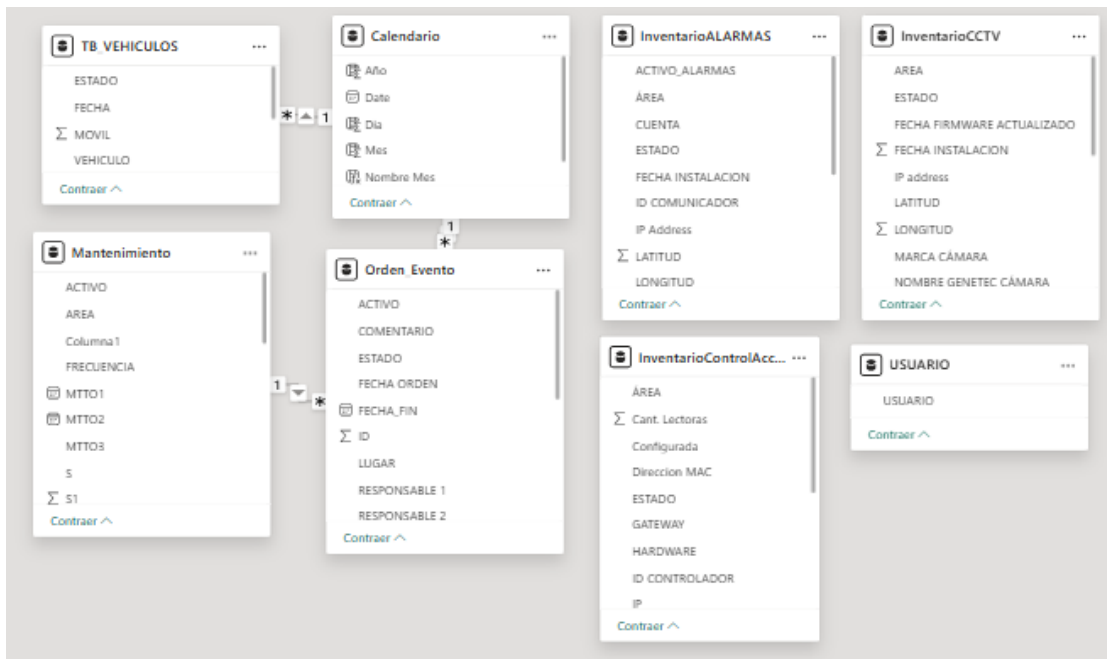 TB_VEHICULOS
ESTADO
FECHA
MOVIL
VEHICULO
Contraer
* 1
Calendario
Año
Date
Dia
Mes
Nombre Mes
Contraer
1
*
Mantenimiento
ACTIVO
AREA
Columna1
FRECUENCIA
MTTO1
MTTO2
MTTO3
S
S1
Contraer
1 *
Orden_Evento
ACTIVO
COMENTARIO
ESTADO
FECHA ORDEN
FECHA_FIN
ID
LUGAR
RESPONSABLE 1
RESPONSABLE 2
Contraer
InventarioALARMAS
ACTIVO_ALARMAS
ÁREA
CUENTA
ESTADO
FECHA INSTALACION
ID COMUNICADOR
IP Address
LATITUD
LONGITUD
Contraer
InventarioCCTV
AREA
ESTADO
FECHA FIRMWARE ACTUALIZADO
FECHA INSTALACION
IP address
LATITUD
LONGITUD
MARCA CÁMARA
NOMBRE GENETEC CÁMARA
Contraer
InventarioControlAcc...
ÁREA
Cant. Lectoras
Configurada
Direccion MAC
ESTADO
GATEWAY
HARDWARE
ID CONTROLADOR
IP
Contraer
USUARIO
USUARIO
Contraer